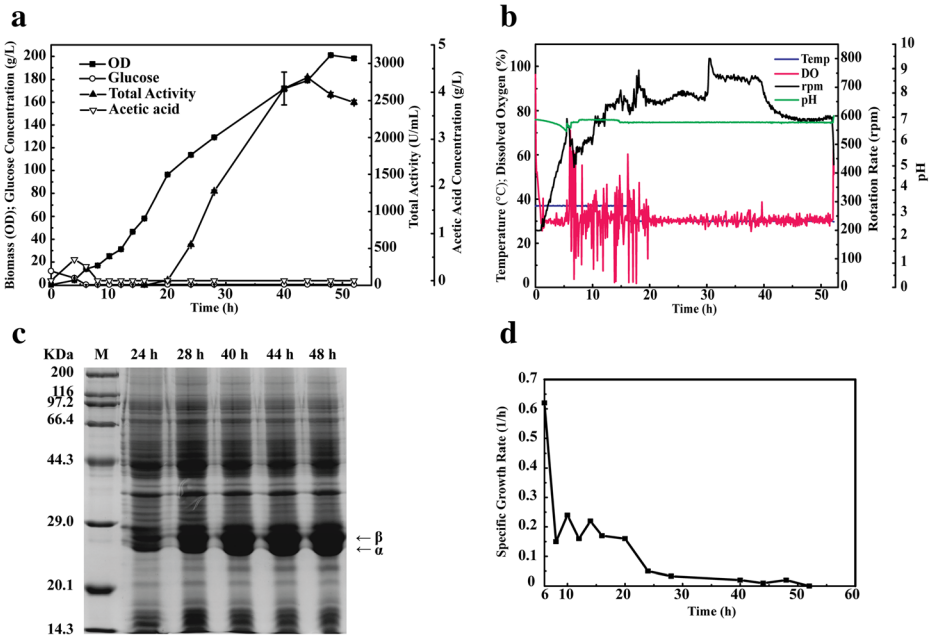 a
Biomass (OD); Glucose Concentration (g/L)
200
180
160
140
120
100
80
60
40
20
0
OD
Glucose
Total Activity
Acetic acid
0 10 20 30 40 50
Time (h)
3000
2500
2000
1500
1000
500
0
Total Activity (U/mL)
5
4
3
2
1
0
Acetic Acid Concentration (g/L)
b
Temperature (°C); Dissolved Oxygen (%)
100
80
60
40
20
0
Temp
DO
rpm
pH
0 10 20 30 40 50
Time (h)
800
700
600
500
400
300
200
100
0
Rotation Rate (rpm)
10
9
8
7
6
5
4
3
2
1
0
pH
c
KDa M 24 h 28 h 40 h 44 h 48 h
200
116
97.2
66.4
44.3
29.0
20.1
14.3
← β
← α
d
Specific Growth Rate (1/h)
0.7
0.6
0.5
0.4
0.3
0.2
0.1
0
6 10 20 30 40 50 60
Time (h)